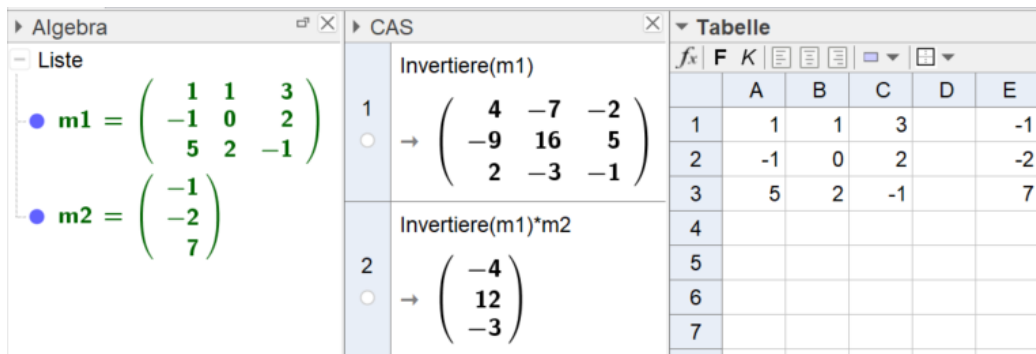 Algebra
Liste
m1 = ( 1 1 3
-1 0 2
5 2 -1 )
m2 = ( -1
-2
7 )
CAS
1
Invertiere(m1)
→ ( 4 -7 -2
-9 16 5
2 -3 -1 )
2
Invertiere(m1)*m2
→ ( -4
12
-3 )
Tabelle
fx F K
A B C D E
1 1 1 3 -1
2 -1 0 2 -2
3 5 2 -1 7
4
5
6
7